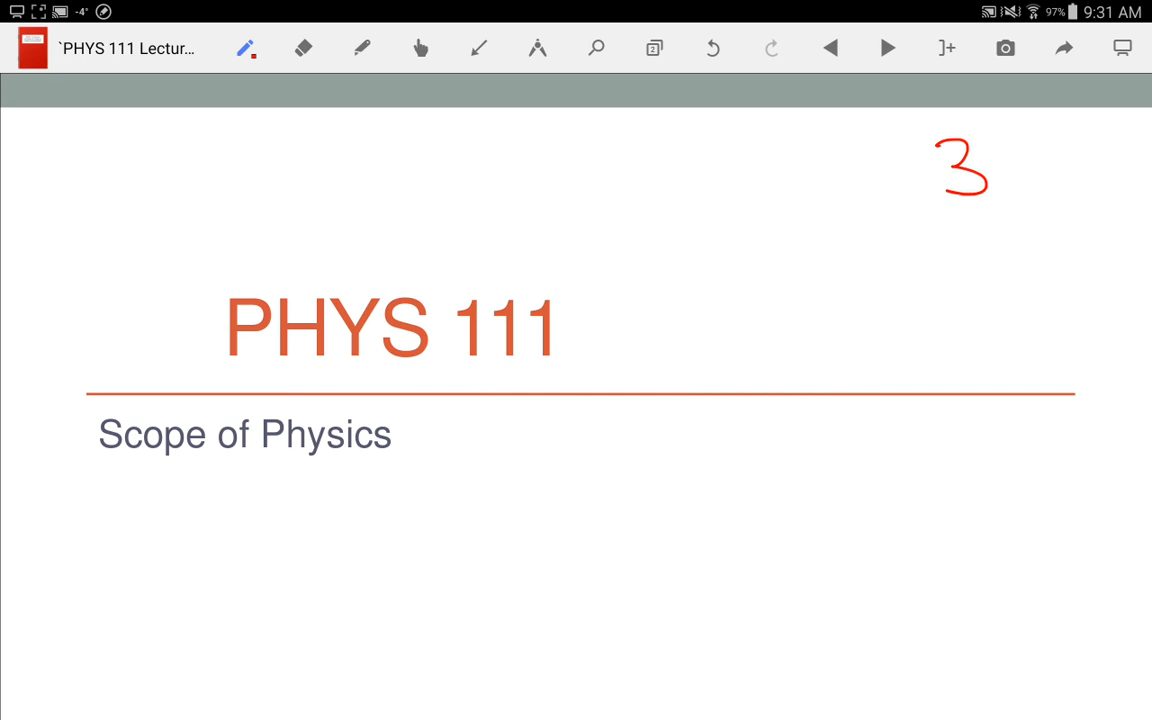 -4° 97% 9:31 AM
`PHYS 111 Lectur...
3
PHYS 111
Scope of Physics